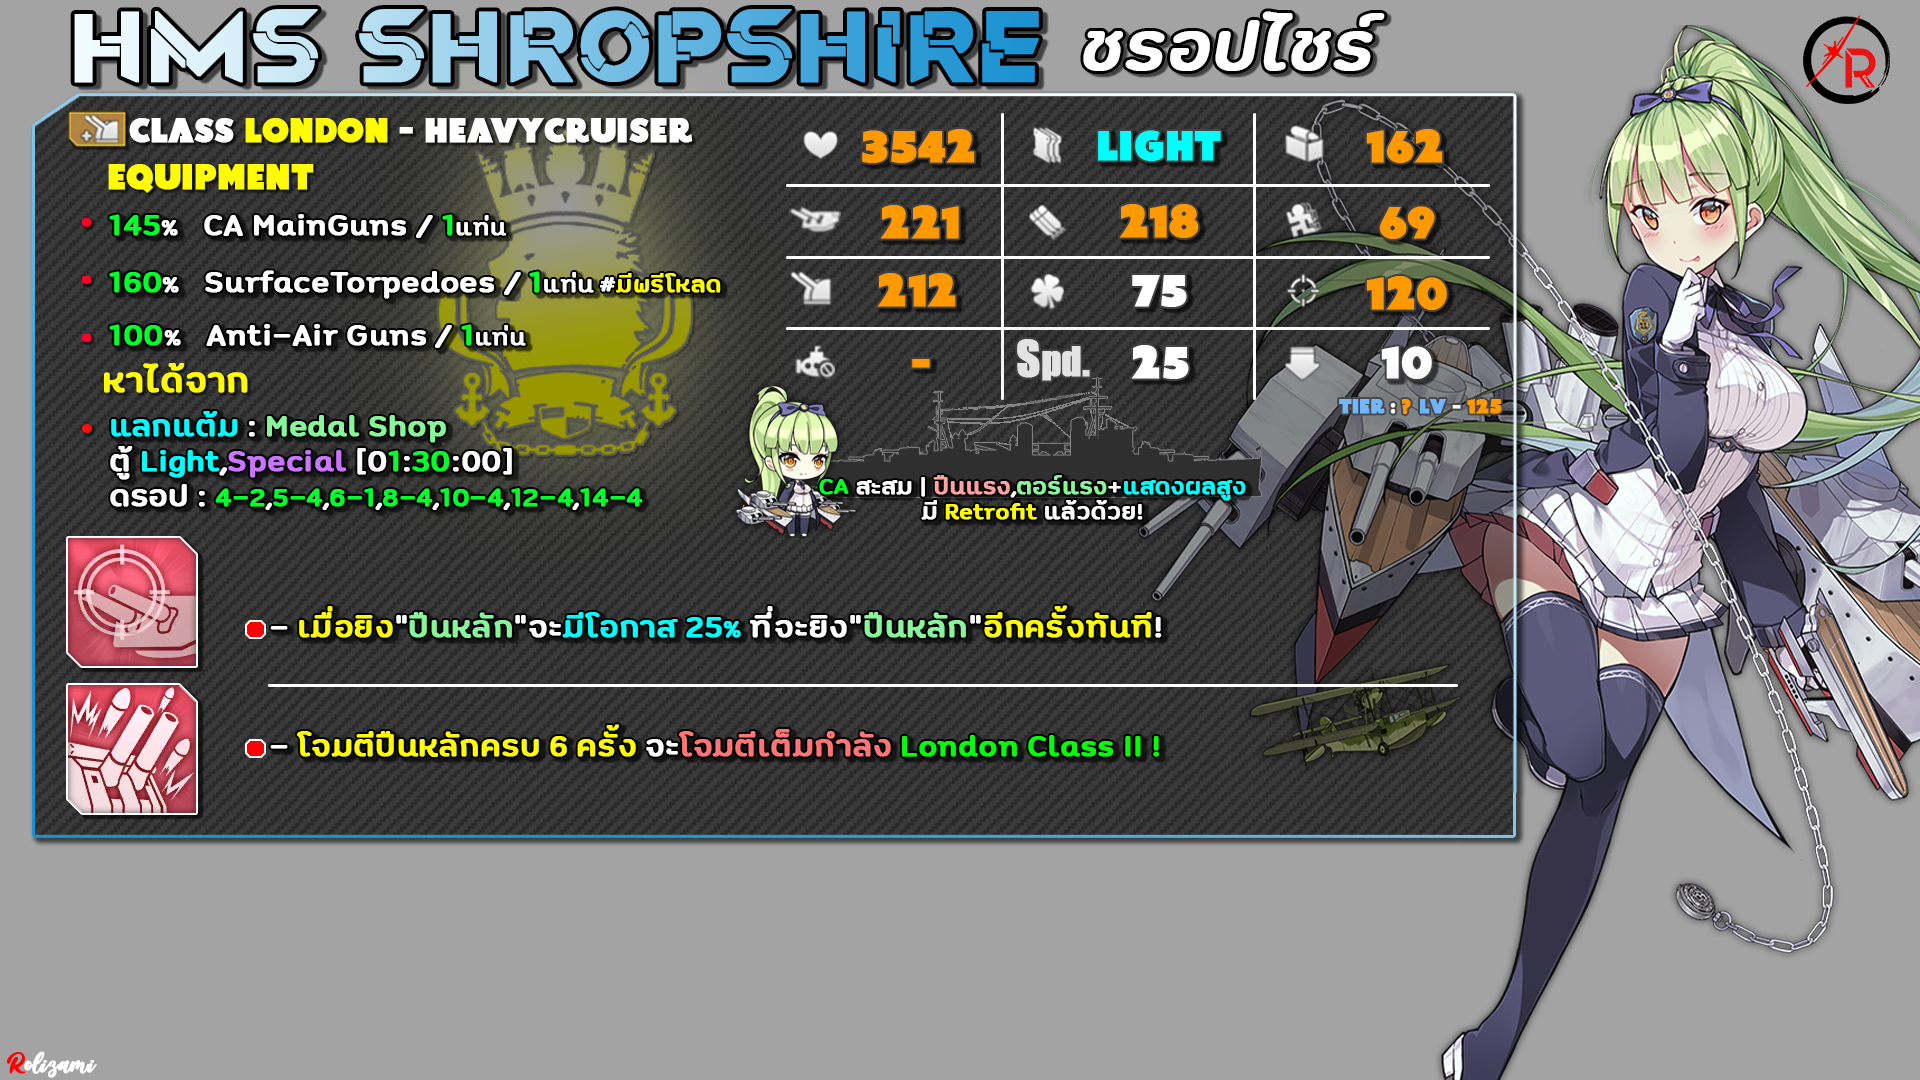 HMS SHROPSHIRE ชรอปไชร์
R
CLASS LONDON - HEAVYCRUISER
EQUIPMENT
145% CA MainGuns / 1แท่น
160% SurfaceTorpedoes / 1แท่น #มีพรีโหลด
100% Anti-Air Guns / 1แท่น
หาได้จาก
แลกแต้ม : Medal Shop
ตู้ Light,Special [01:30:00]
ดรอป : 4-2,5-4,6-1,8-4,10-4,12-4,14-4
3542 LIGHT 162
221 218 69
212 75 120
- Spd. 25 10
TIER : ? LV - 125
CA สะสม | ปืนแรง,ตอร์แรง+แสดงผลสูง
มี Retrofit แล้วด้วย!
- เมื่อยิง"ปืนหลัก"จะมีโอกาส 25% ที่จะยิง"ปืนหลัก"อีกครั้งทันที!
- โจมตีปืนหลักครบ 6 ครั้ง จะโจมตีเต็มกำลัง London Class II !
Rolizami